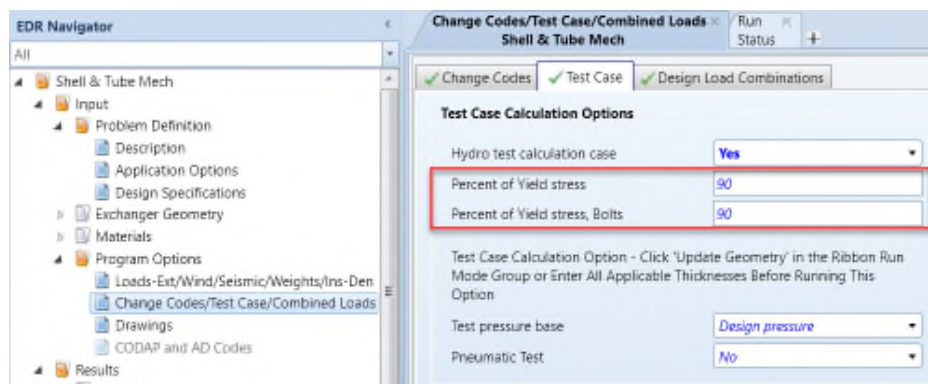 EDR Navigator
All
Shell & Tube Mech
Input
Problem Definition
Description
Application Options
Design Specifications
Exchanger Geometry
Materials
Program Options
Loads-Ext/Wind/Seismic/Weights/Ins-Den
Change Codes/Test Case/Combined Loads
Drawings
CODAP and AD Codes
Results
Change Codes/Test Case/Combined Loads
Shell & Tube Mech
Run
Status
+
Change Codes
Test Case
Design Load Combinations
Test Case Calculation Options
Hydro test calculation case Yes
Percent of Yield stress 90
Percent of Yield stress, Bolts 90
Test Case Calculation Option - Click 'Update Geometry' in the Ribbon Run
Mode Group or Enter All Applicable Thicknesses Before Running This
Option
Test pressure base Design pressure
Pneumatic Test No